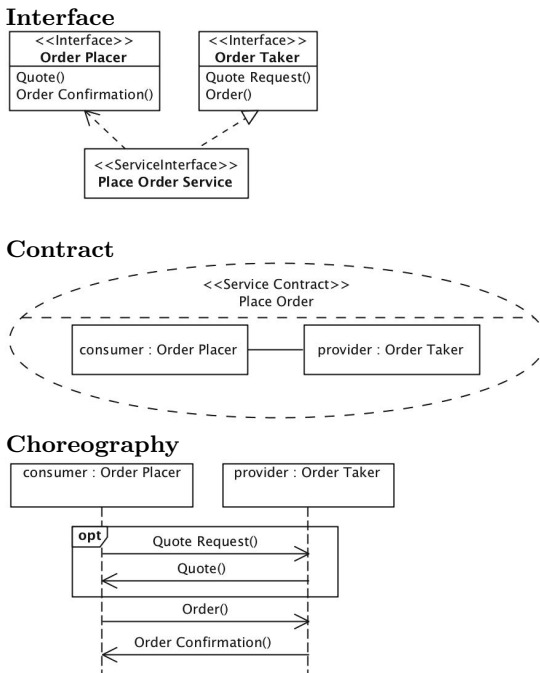 Interface
<<Interface>>
Order Placer
Quote()
Order Confirmation()
<<Interface>>
Order Taker
Quote Request()
Order()
<<ServiceInterface>>
Place Order Service
Contract
<<Service Contract>>
Place Order
consumer : Order Placer
provider : Order Taker
Choreography
consumer : Order Placer
provider : Order Taker
opt
Quote Request()
Quote()
Order()
Order Confirmation()